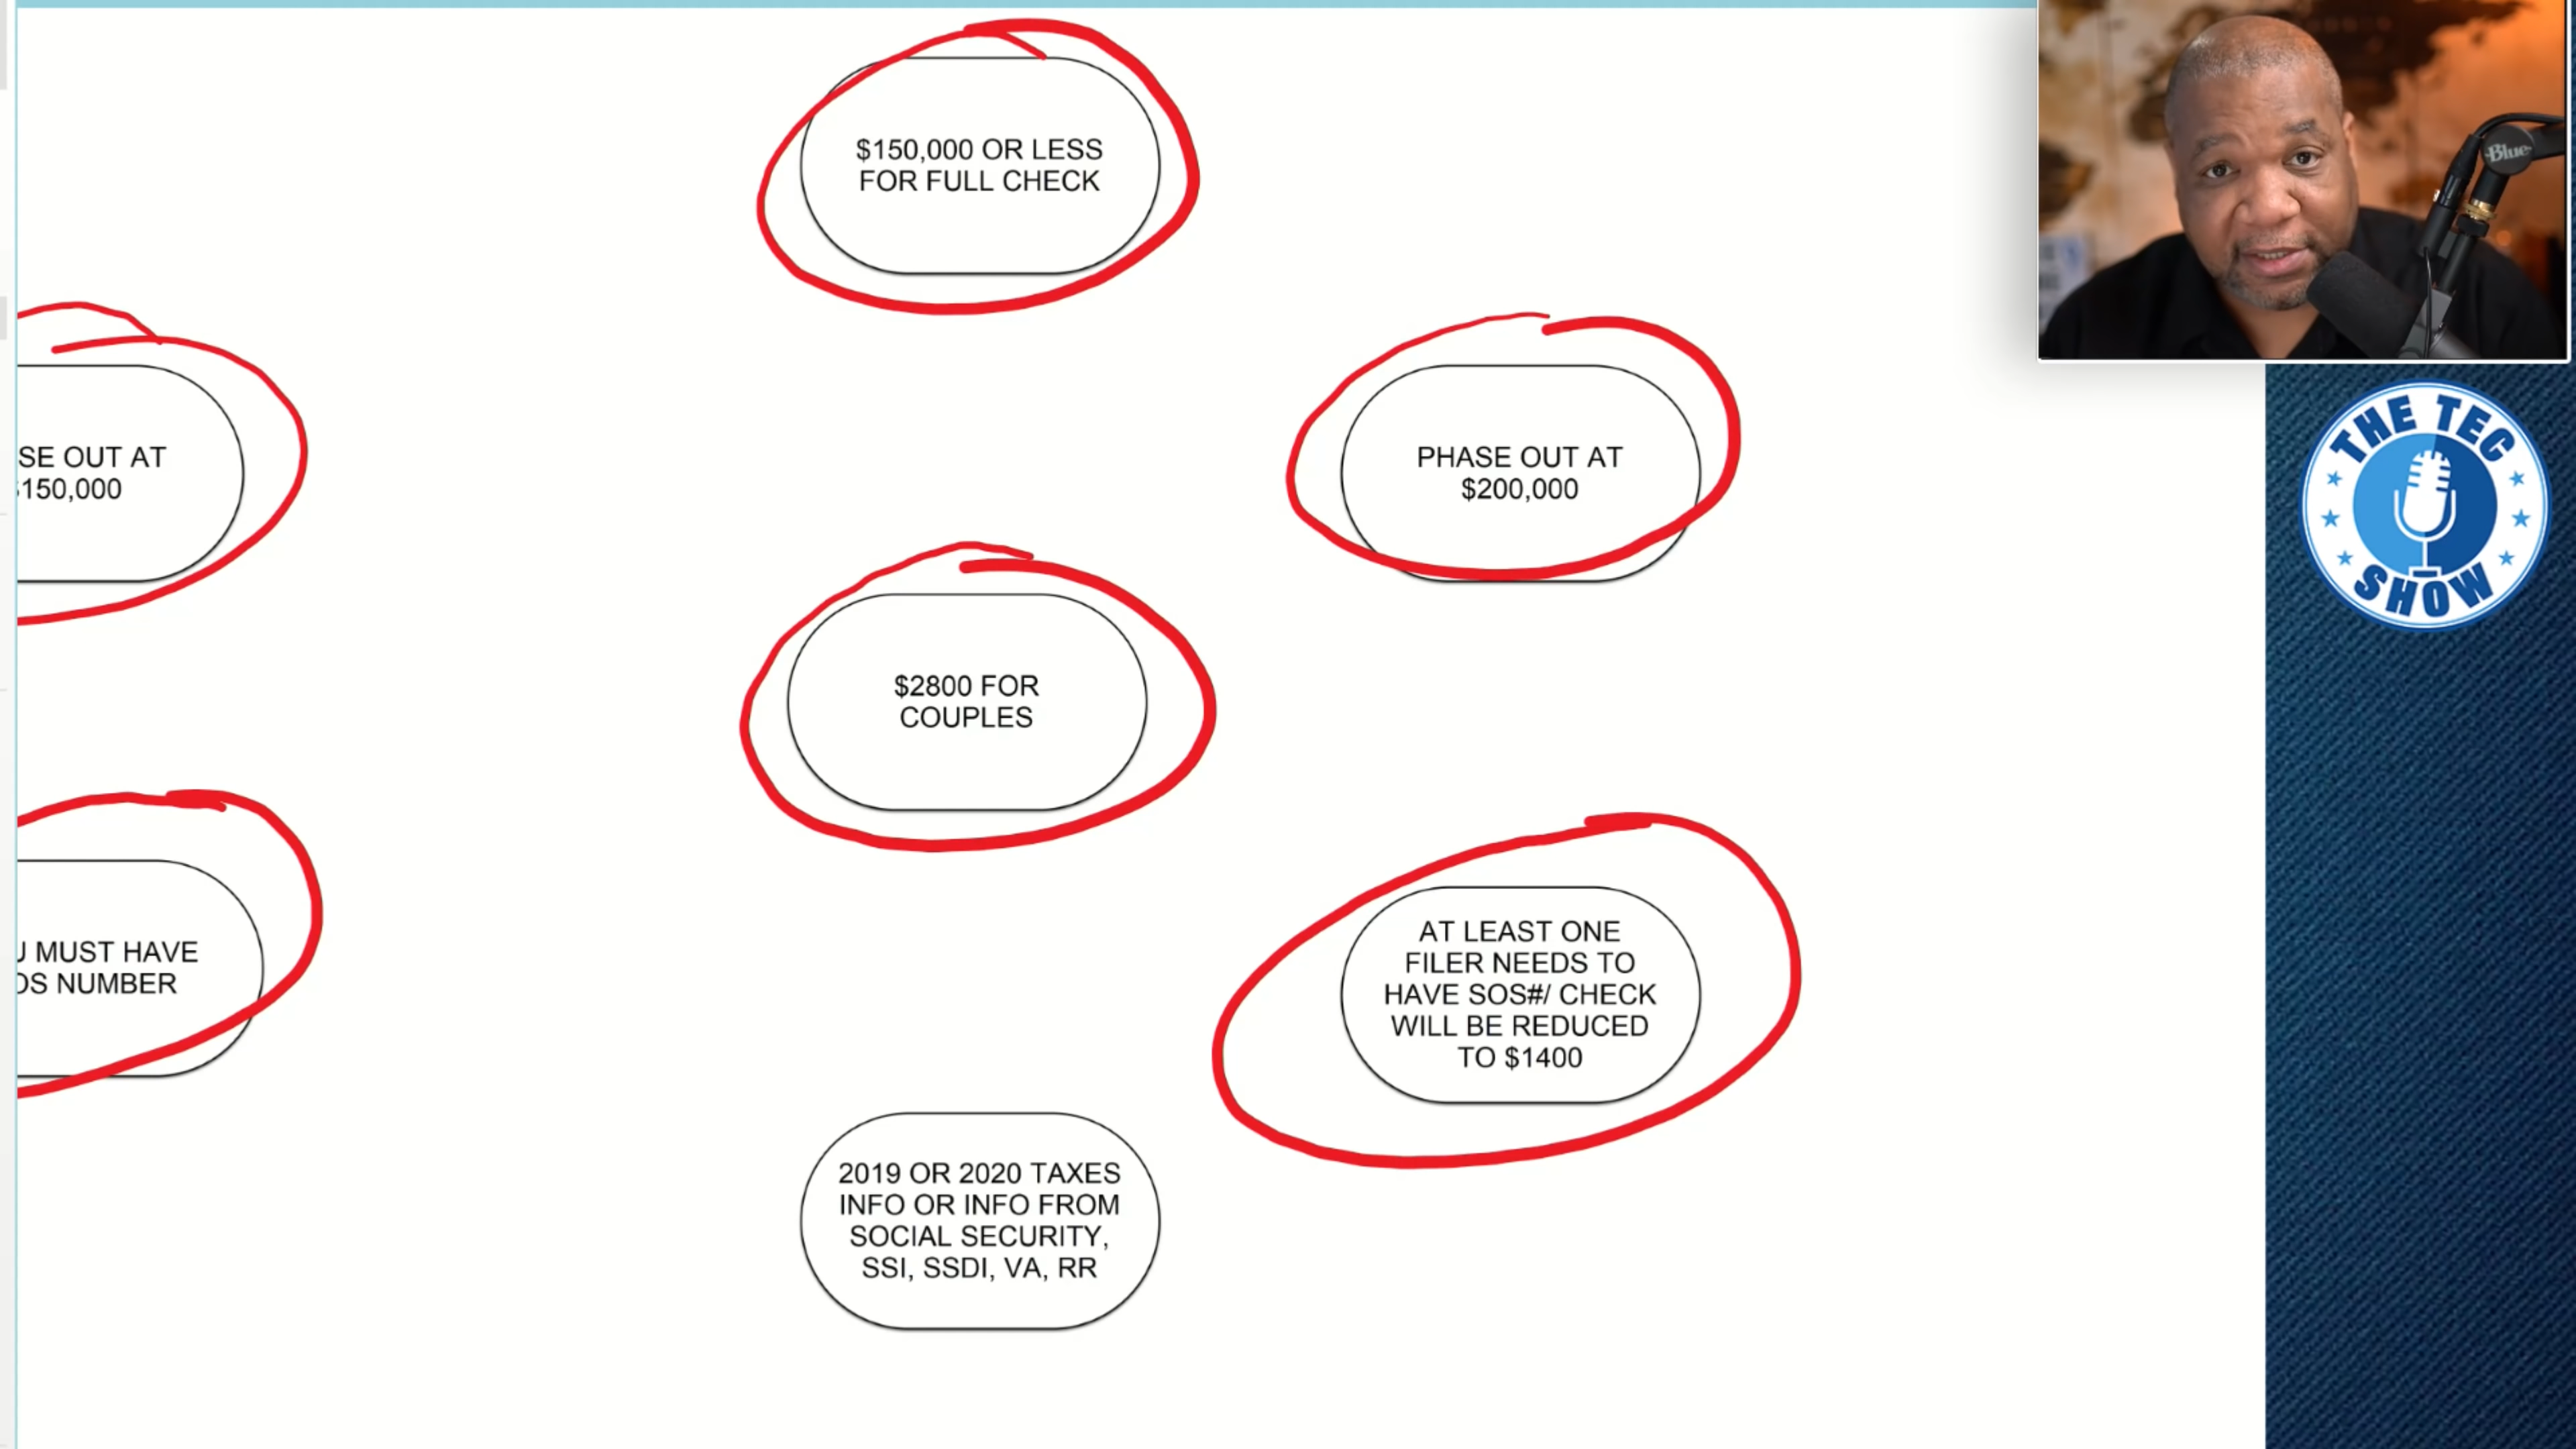 $150,000 OR LESS
FOR FULL CHECK
SE OUT AT
$150,000
PHASE OUT AT
$200,000
$2800 FOR
COUPLES
MUST HAVE
NUMBER
AT LEAST ONE
FILER NEEDS TO
HAVE SOS#/ CHECK
WILL BE REDUCED
TO $1400
2019 OR 2020 TAXES
INFO OR INFO FROM
SOCIAL SECURITY,
SSI, SSDI, VA, RR
Blue
THE TEC
SHOW